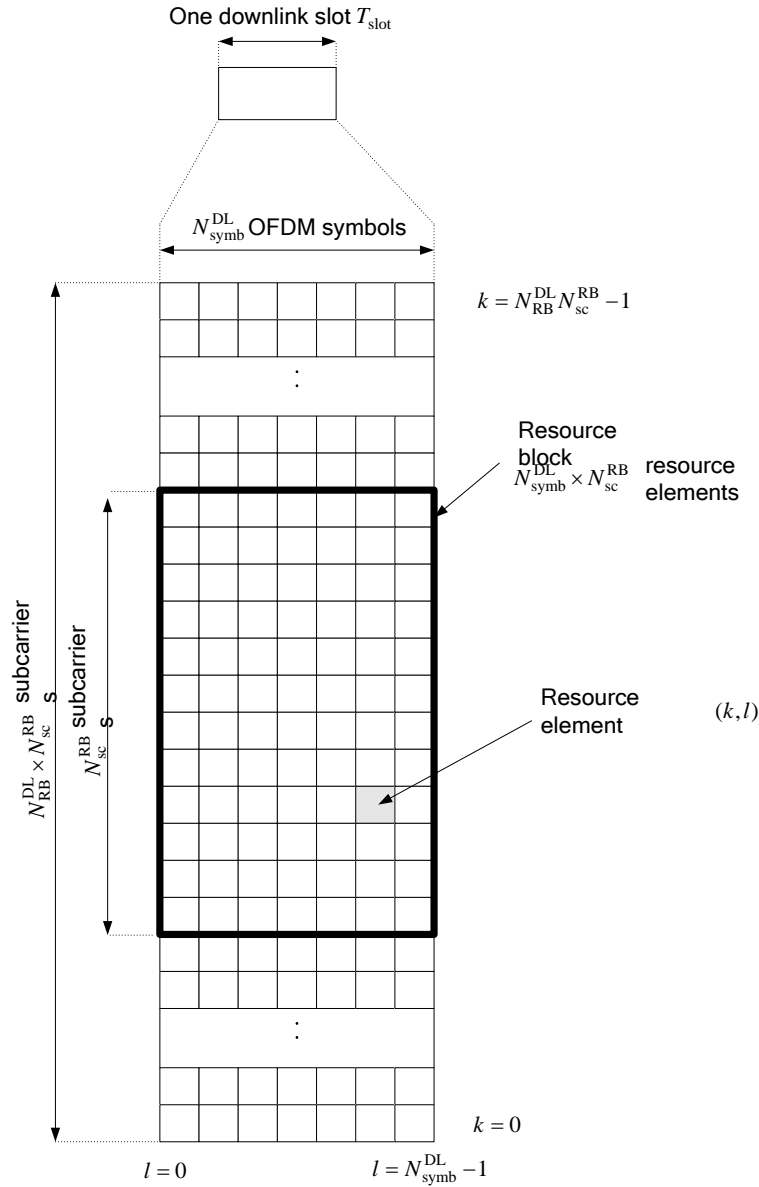 One downlink slot T_slot
N_symb^DL OFDM symbols
k = N_RB^DL N_sc^RB − 1
:
Resource
block
N_symb^DL × N_sc^RB resource
elements
N_RB^DL × N_sc^RB subcarrier
s
N_sc^RB subcarrier
s
Resource
element
(k, l)
:
k = 0
l = 0
l = N_symb^DL − 1